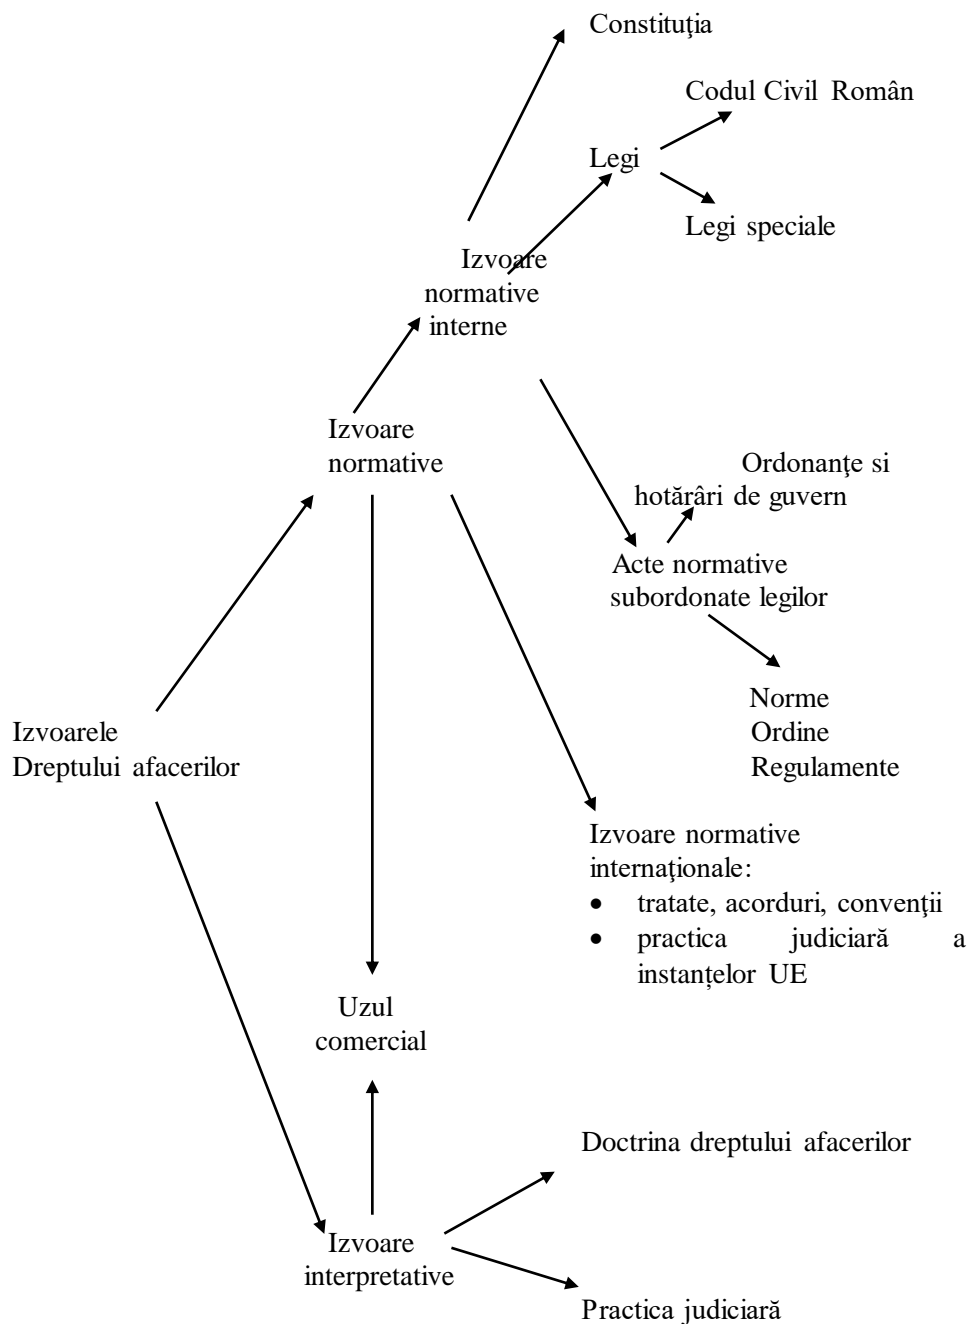 Constituţia
Codul Civil Român
Legi
Legi speciale
Izvoare
normative
interne
Izvoare
normative
Ordonanţe si
hotărâri de guvern
Acte normative
subordonate legilor
Norme
Ordine
Regulamente
Izvoarele
Dreptului afacerilor
Izvoare normative
internaţionale:
• tratate, acorduri, convenţii
• practica judiciară a
instanțelor UE
Uzul
comercial
Doctrina dreptului afacerilor
Izvoare
interpretative
Practica judiciară